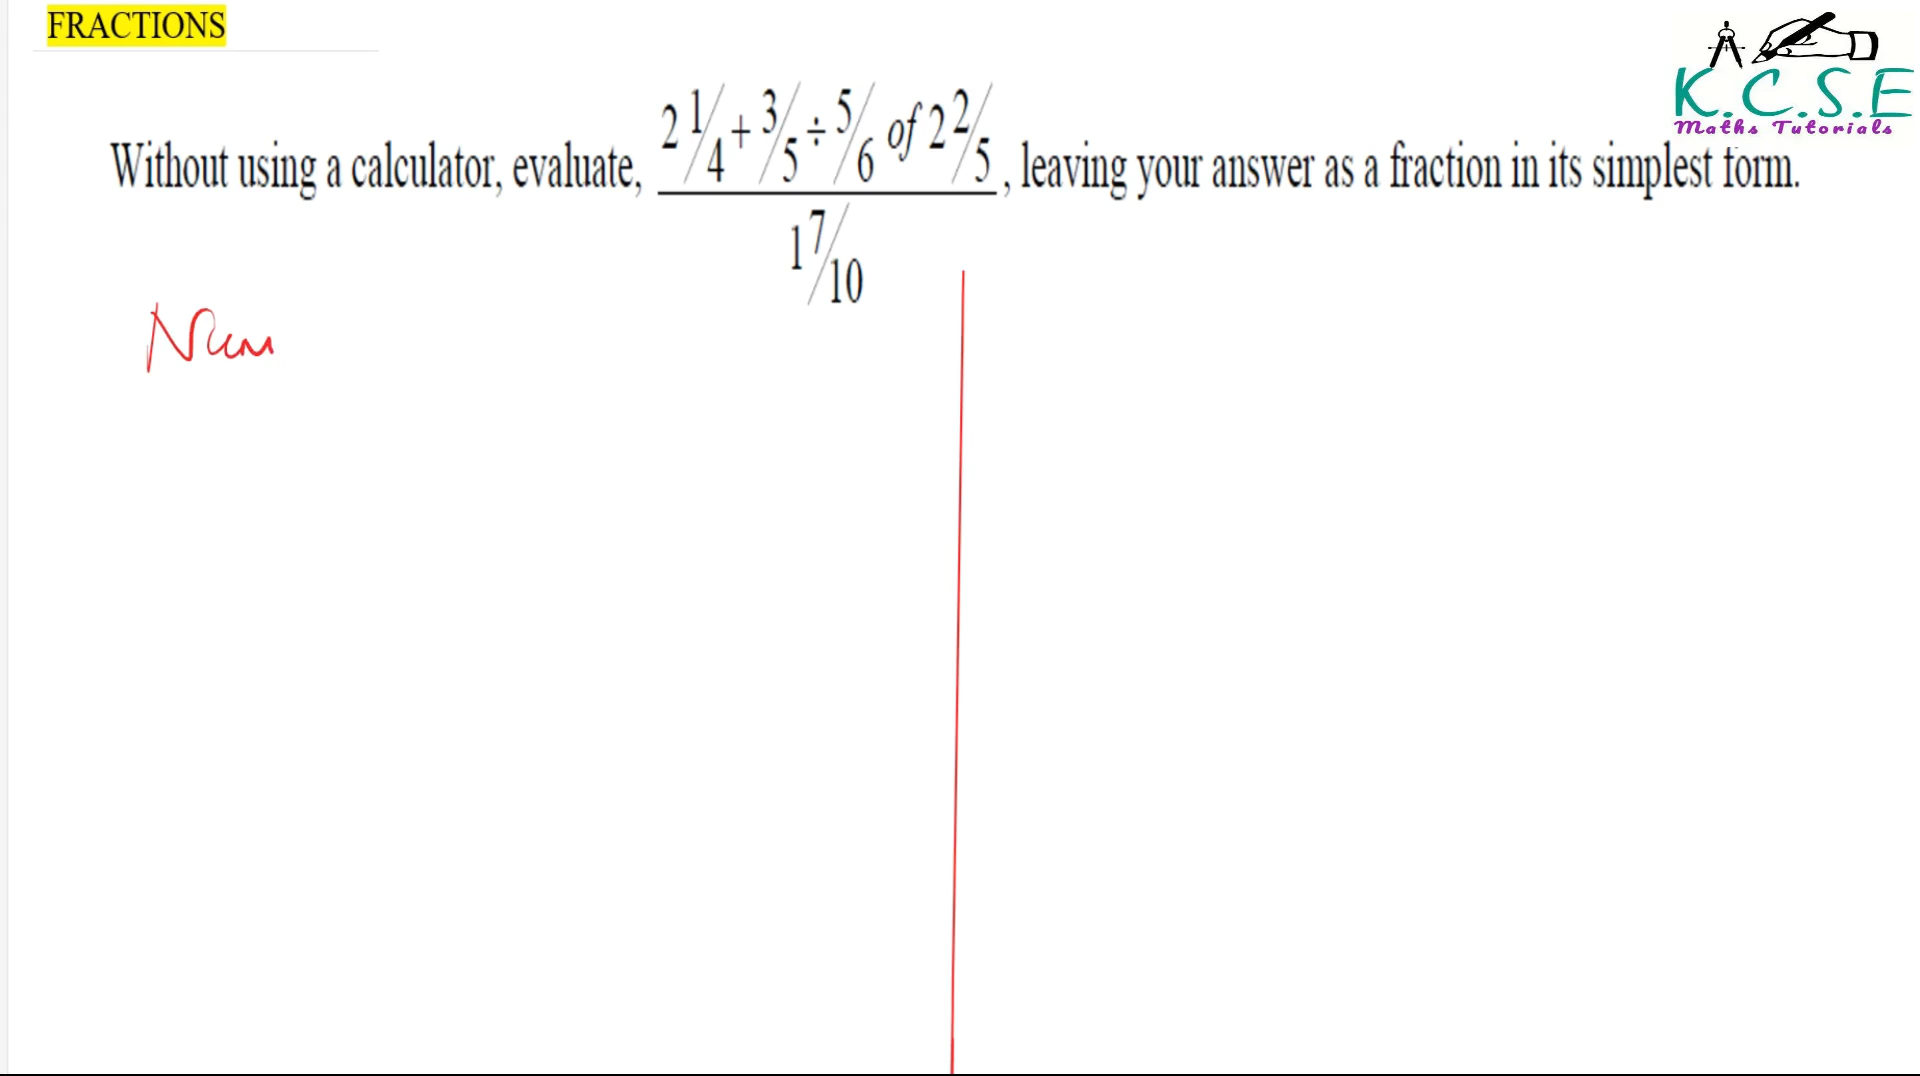 FRACTIONS
K.C.S.E
Maths Tutorials
Without using a calculator, evaluate, \frac{2 1/4 + 3/5 ÷ 5/6 of 2 2/5}{1 7/10}, leaving your answer as a fraction in its simplest form.
Num